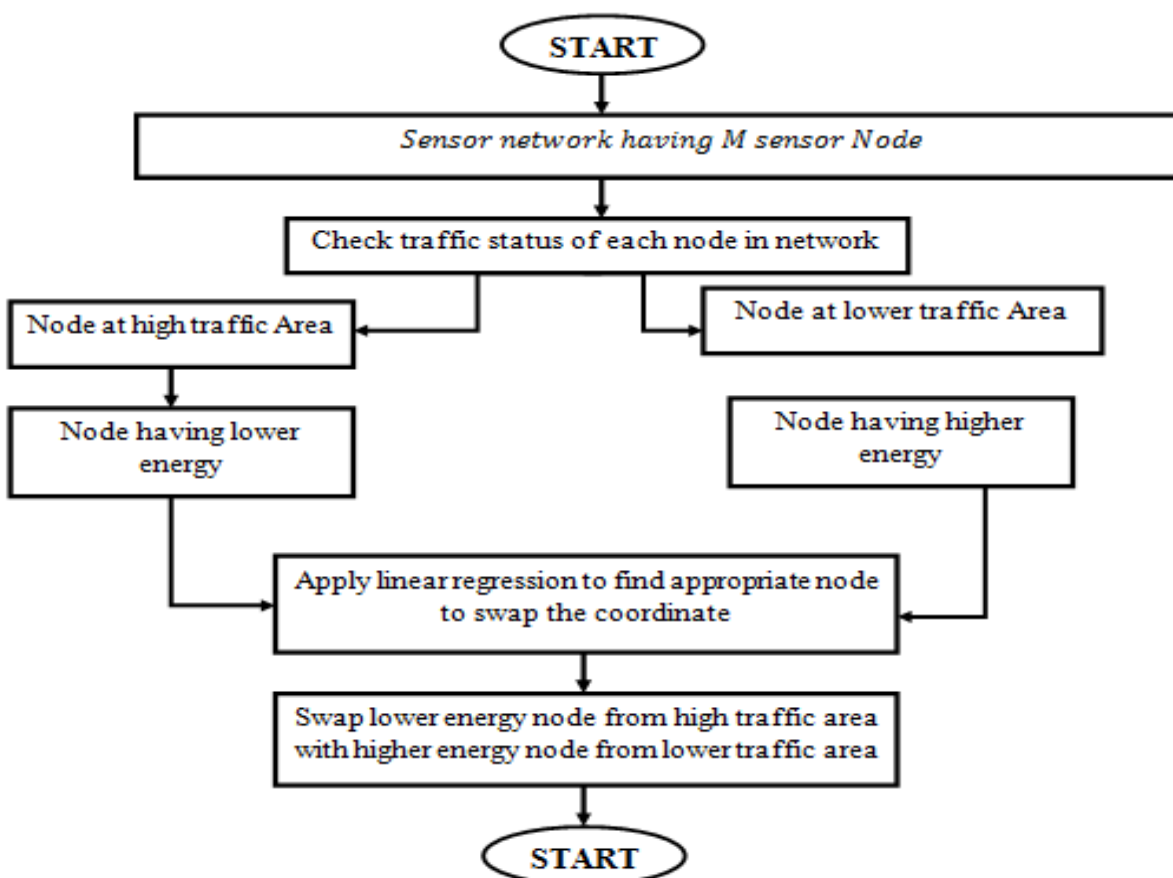 START
Sensor network having M sensor Node
Check traffic status of each node in network
Node at high traffic Area
Node at lower traffic Area
Node having lower
energy
Node having higher
energy
Apply linear regression to find appropriate node
to swap the coordinate
Swap lower energy node from high traffic area
with higher energy node from lower traffic area
START